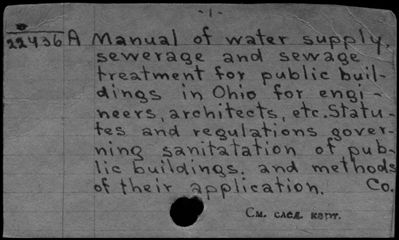 -1-
22436 A Manual of water supply,
sewerage and sewage
treatment for public buil-
dings in Ohio for engi-
neers, architects, etc. Statu-
tes and regulations gover-
ning sanitatation of pub-
lic buildings, and methods
of their application. Co.
См. след. карт.